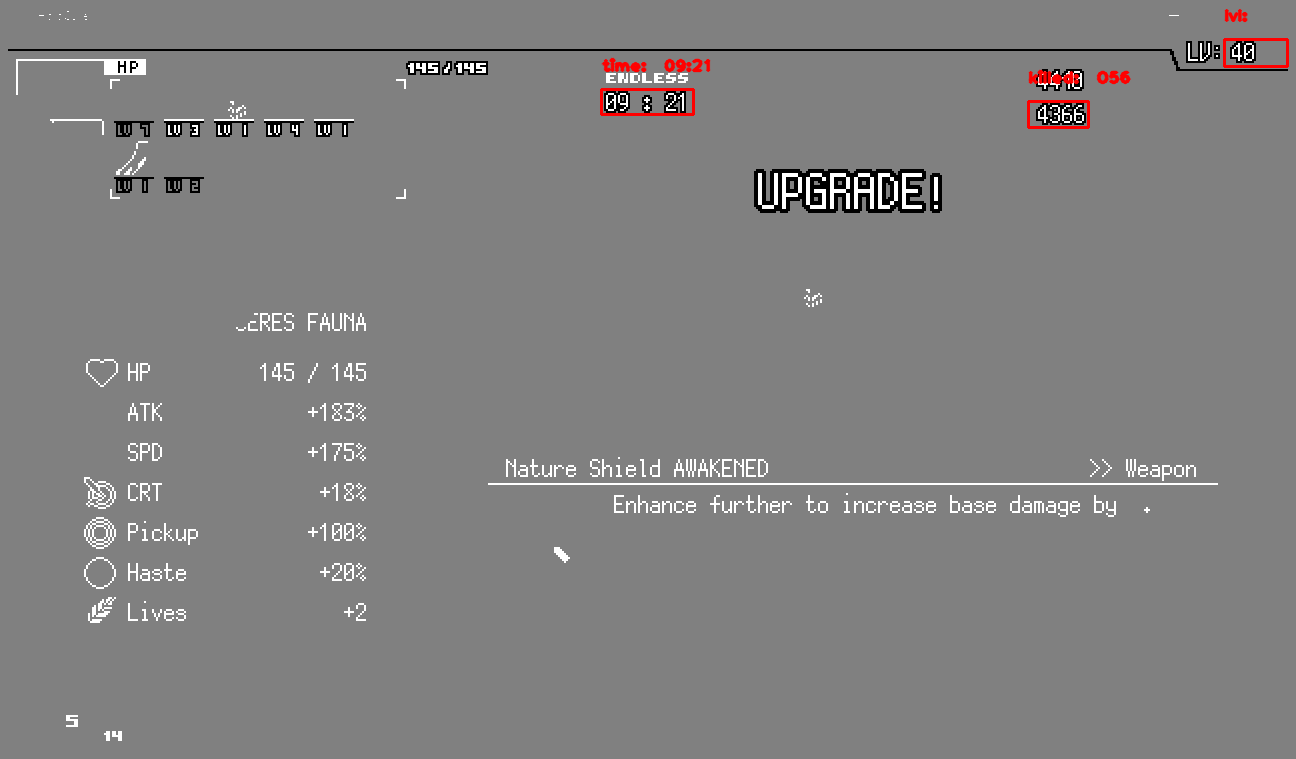 lvl:
LV: 40
HP
145/145
time: 09:21
ENDLESS
killed: 056
09 : 21
4366
LV 7 LV 3 LV 1 LV 4 LV 1
LV 1 LV 2
UPGRADE!
CERES FAUNA
HP 145 / 145
ATK +183%
SPD +175%
CRT +18%
Pickup +100%
Haste +20%
Lives +2
Nature Shield AWAKENED >> Weapon
Enhance further to increase base damage by .
5
14